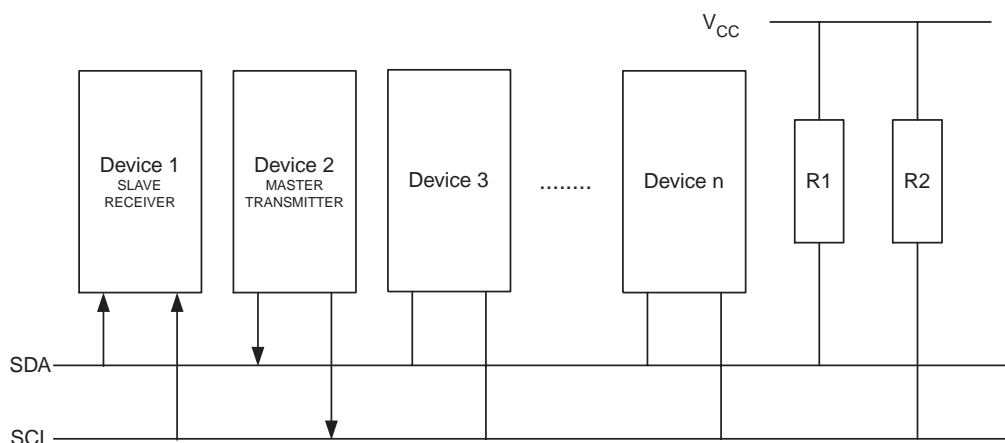 VCC
Device 1
SLAVE
RECEIVER
Device 2
MASTER
TRANSMITTER
Device 3
........
Device n
R1
R2
SDA
SCL